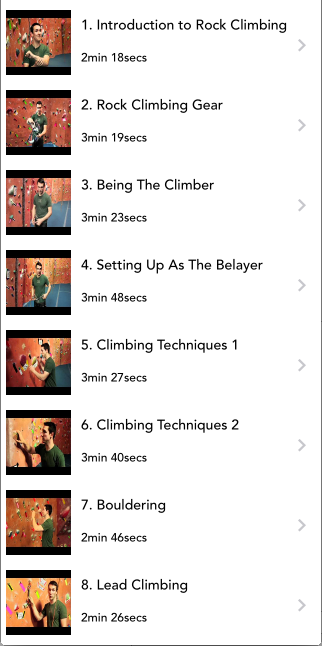 1. Introduction to Rock Climbing
2min 18secs
2. Rock Climbing Gear
3min 19secs
3. Being The Climber
3min 23secs
4. Setting Up As The Belayer
3min 48secs
5. Climbing Techniques 1
3min 27secs
6. Climbing Techniques 2
3min 40secs
7. Bouldering
2min 46secs
8. Lead Climbing
2min 26secs